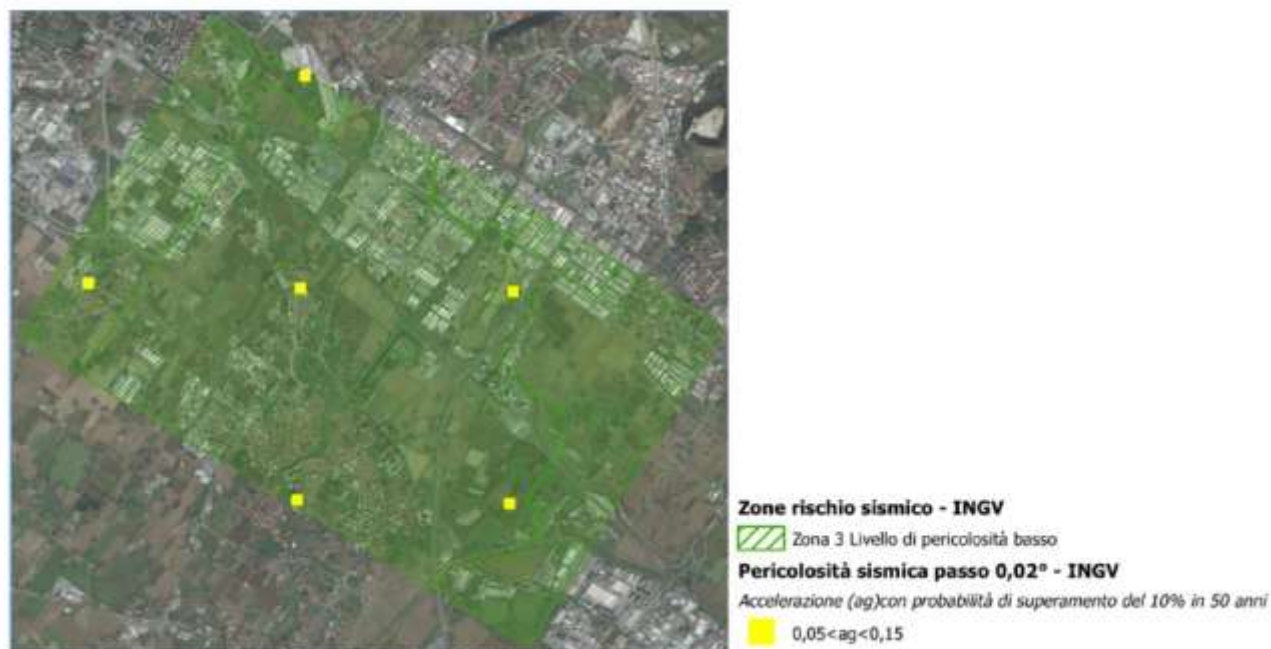 Zone rischio sismico - INGV
Zona 3 Livello di pericolosità basso
Pericolosità sismica passo 0,02° - INGV
Accelerazione (ag)con probabilità di superamento del 10% in 50 anni
0,05<ag<0,15